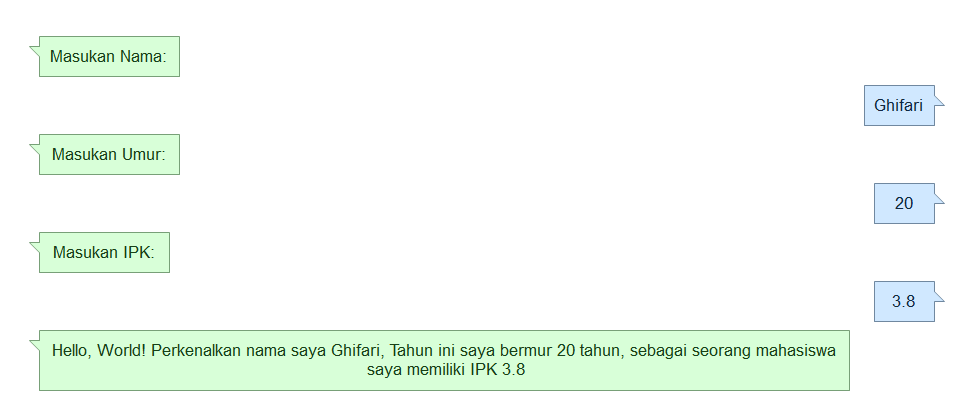 Masukan Nama:
Ghifari
Masukan Umur:
20
Masukan IPK:
3.8
Hello, World! Perkenalkan nama saya Ghifari, Tahun ini saya bermur 20 tahun, sebagai seorang mahasiswa
saya memiliki IPK 3.8